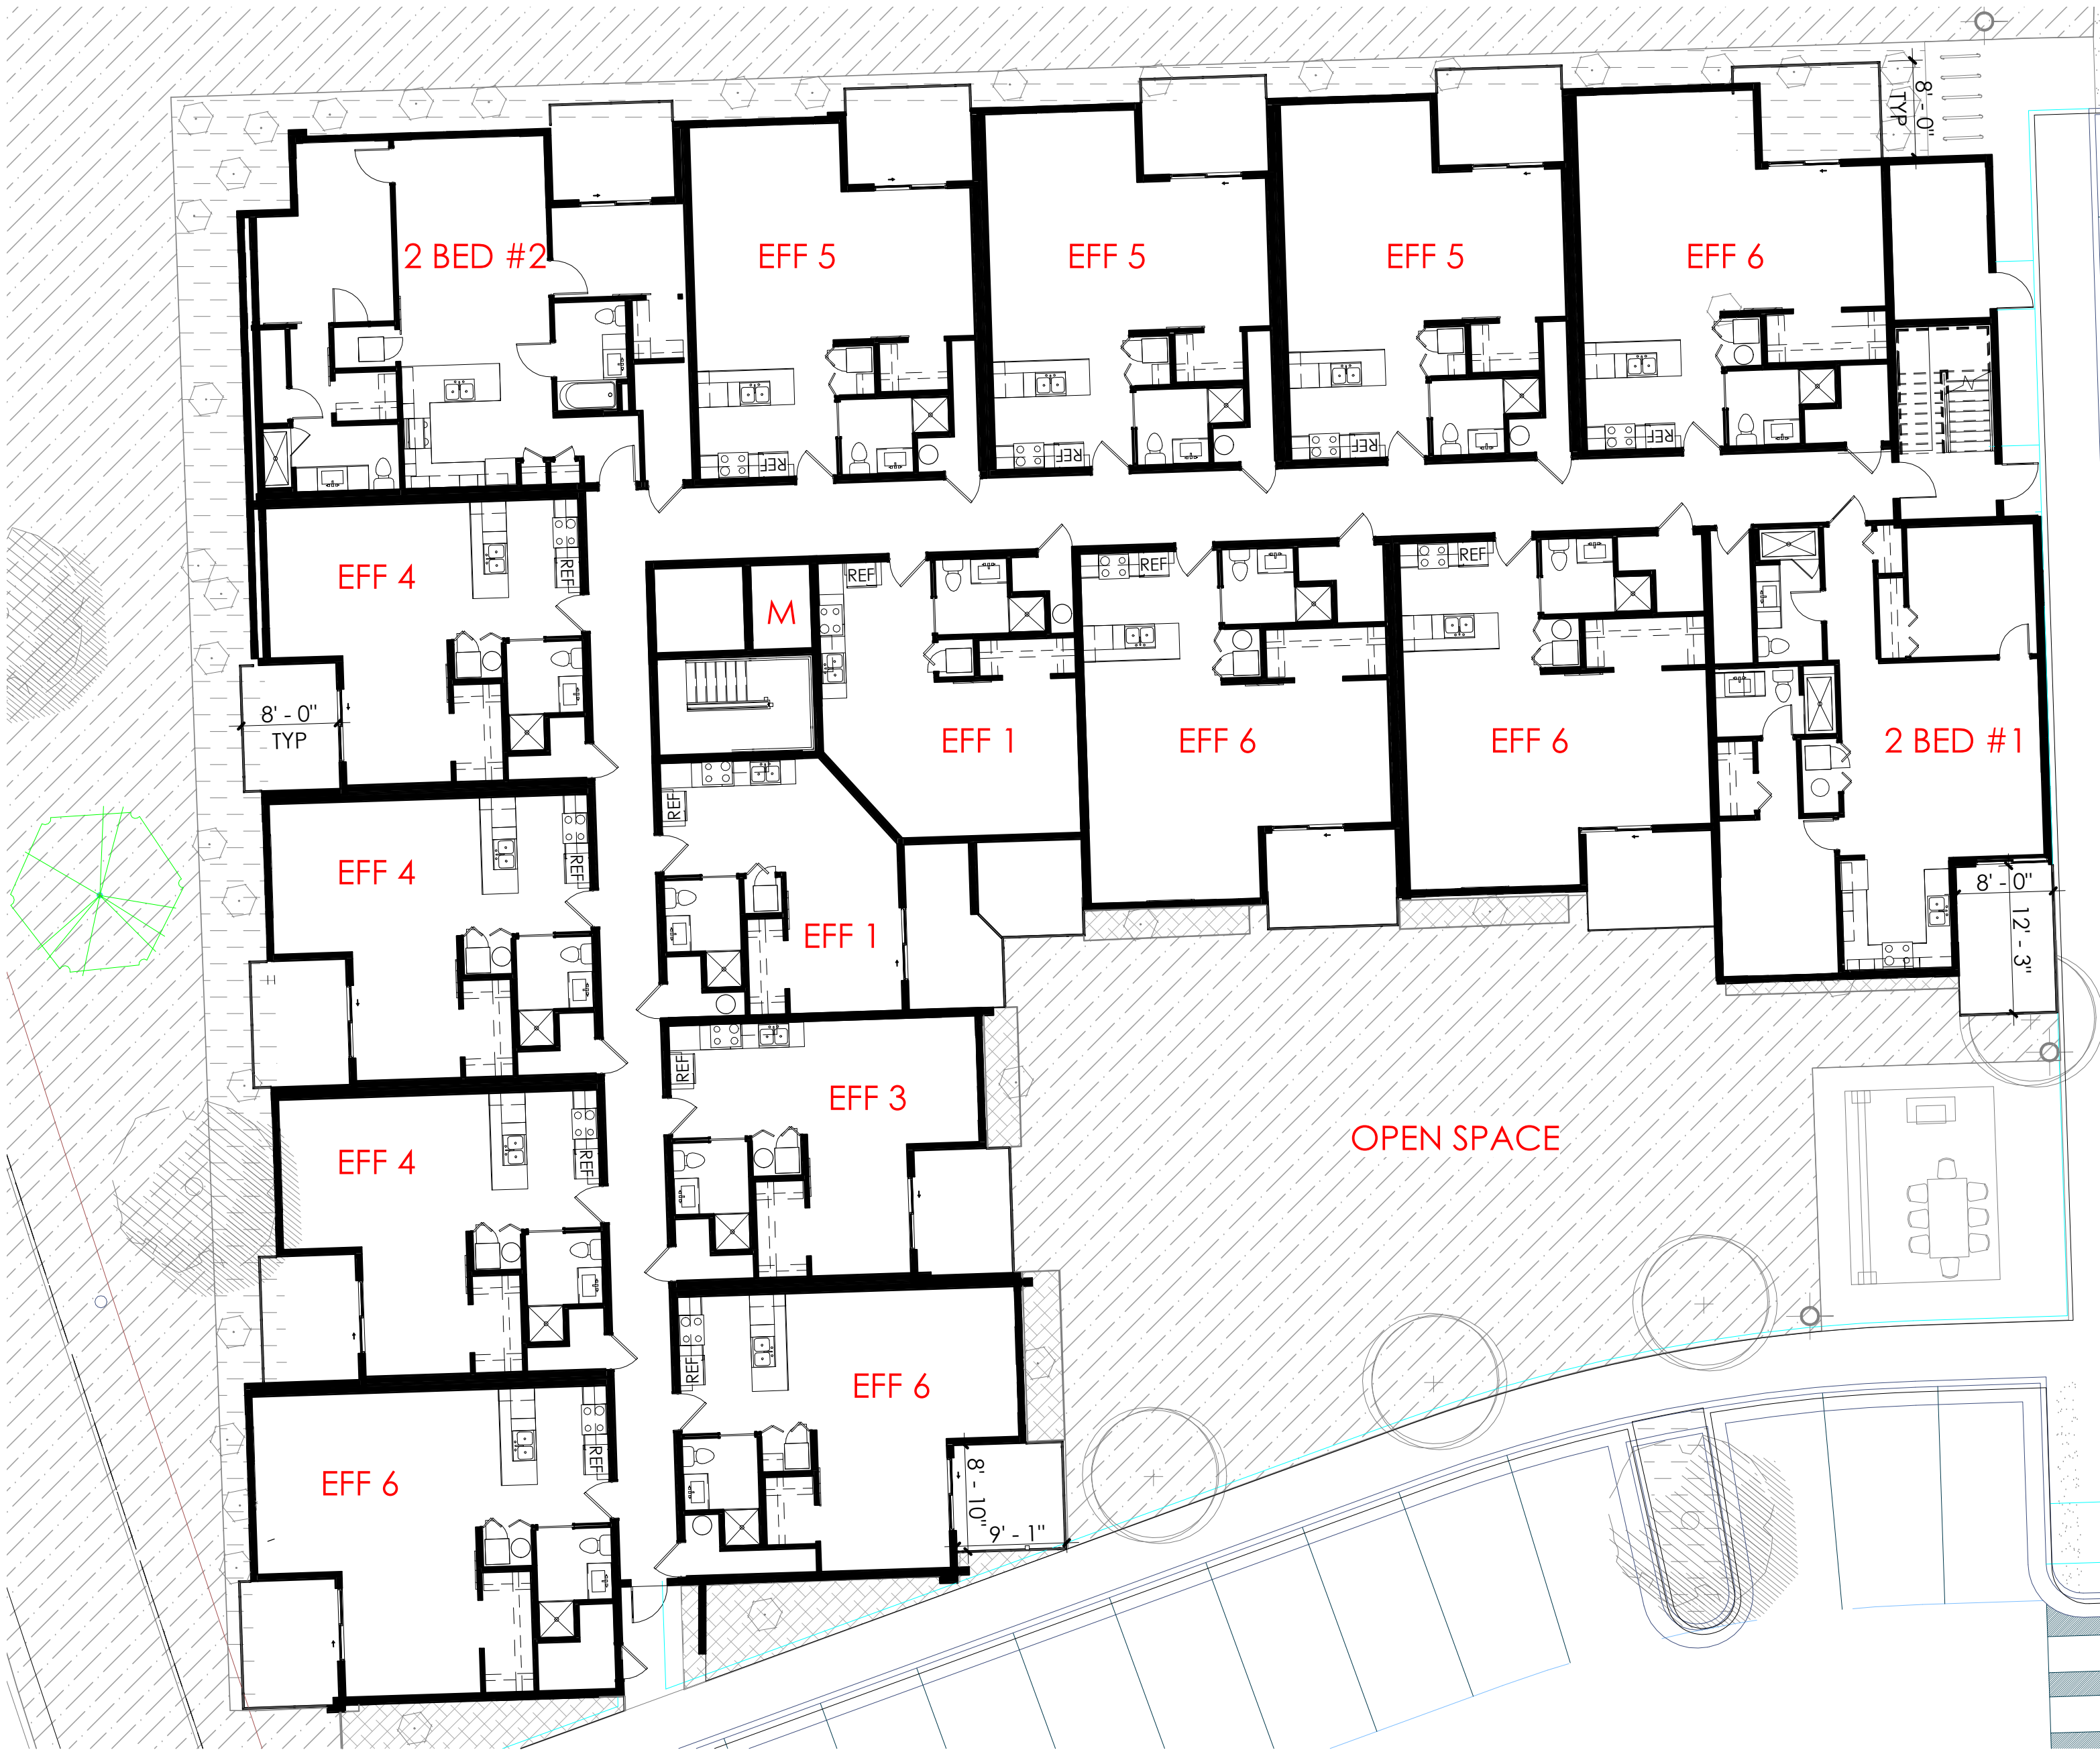 8' - 0"
TYP
2 BED #2
EFF 5
EFF 5
EFF 5
EFF 6
REF
REF
REF
REF
EFF 4
REF
M
REF
REF
REF
8' - 0"
TYP
EFF 1
EFF 6
EFF 6
2 BED #1
REF
EFF 4
REF
8' - 0"
12' - 3"
EFF 1
REF
EFF 3
EFF 4
REF
OPEN SPACE
REF
EFF 6
EFF 6
REF
8' - 10"
9' - 1"